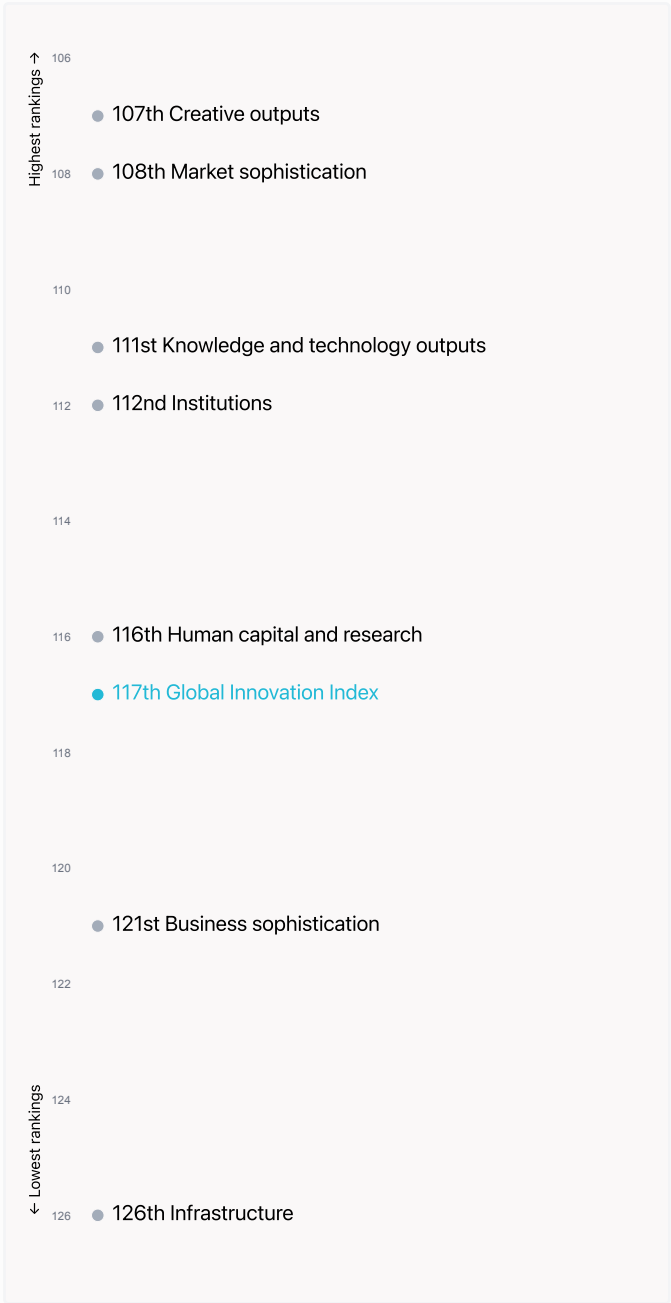 Highest rankings →
106
107th Creative outputs
108
108th Market sophistication
110
111st Knowledge and technology outputs
112
112nd Institutions
114
116
116th Human capital and research
117th Global Innovation Index
118
120
121st Business sophistication
122
← Lowest rankings
124
126
126th Infrastructure